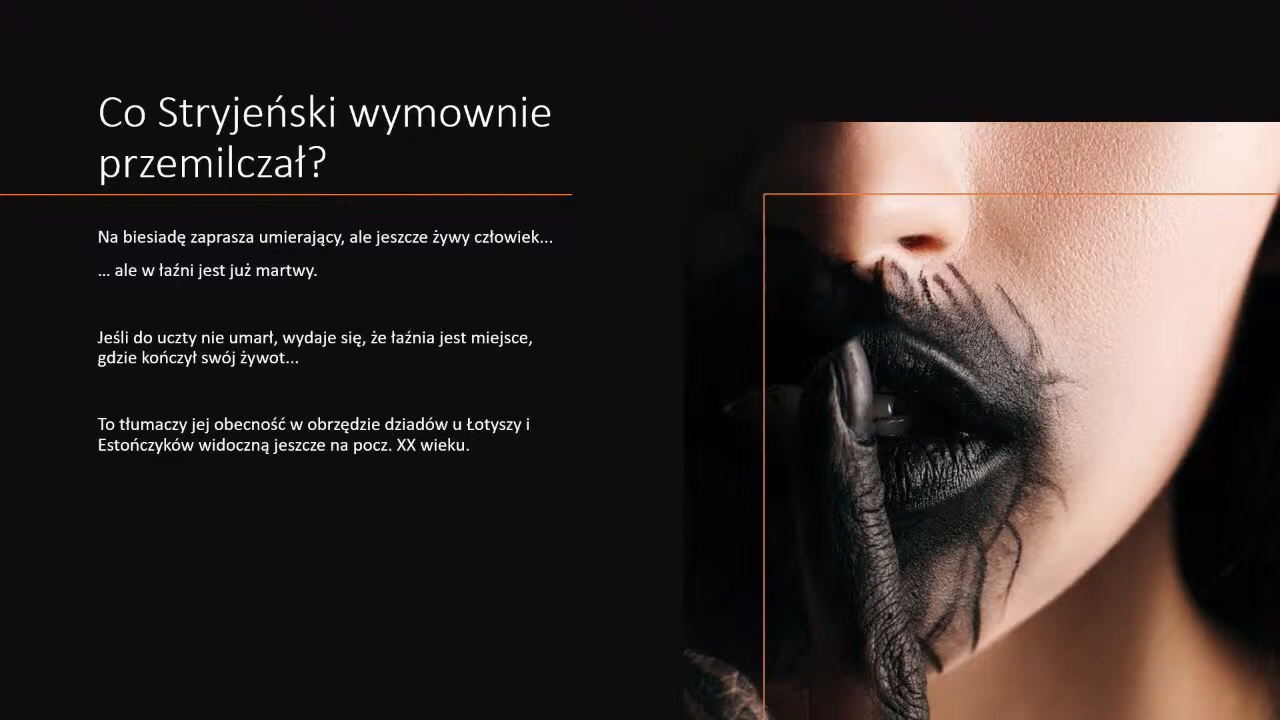 Co Stryjeński wymownie
przemilczał?
Na biesiadę zaprasza umierający, ale jeszcze żywy człowiek...
... ale w łaźni jest już martwy.
Jeśli do uczty nie umarł, wydaje się, że łaźnia jest miejsce,
gdzie kończył swój żywot...
To tłumaczy jej obecność w obrzędzie dziadów u Łotyszy i
Estończyków widoczną jeszcze na pocz. XX wieku.